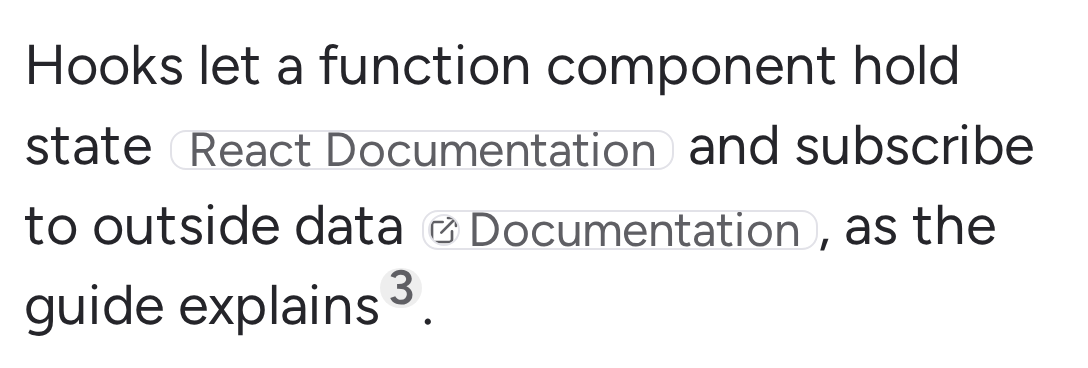 Hooks let a function component hold
state React Documentation and subscribe
to outside data Documentation, as the
guide explains3.